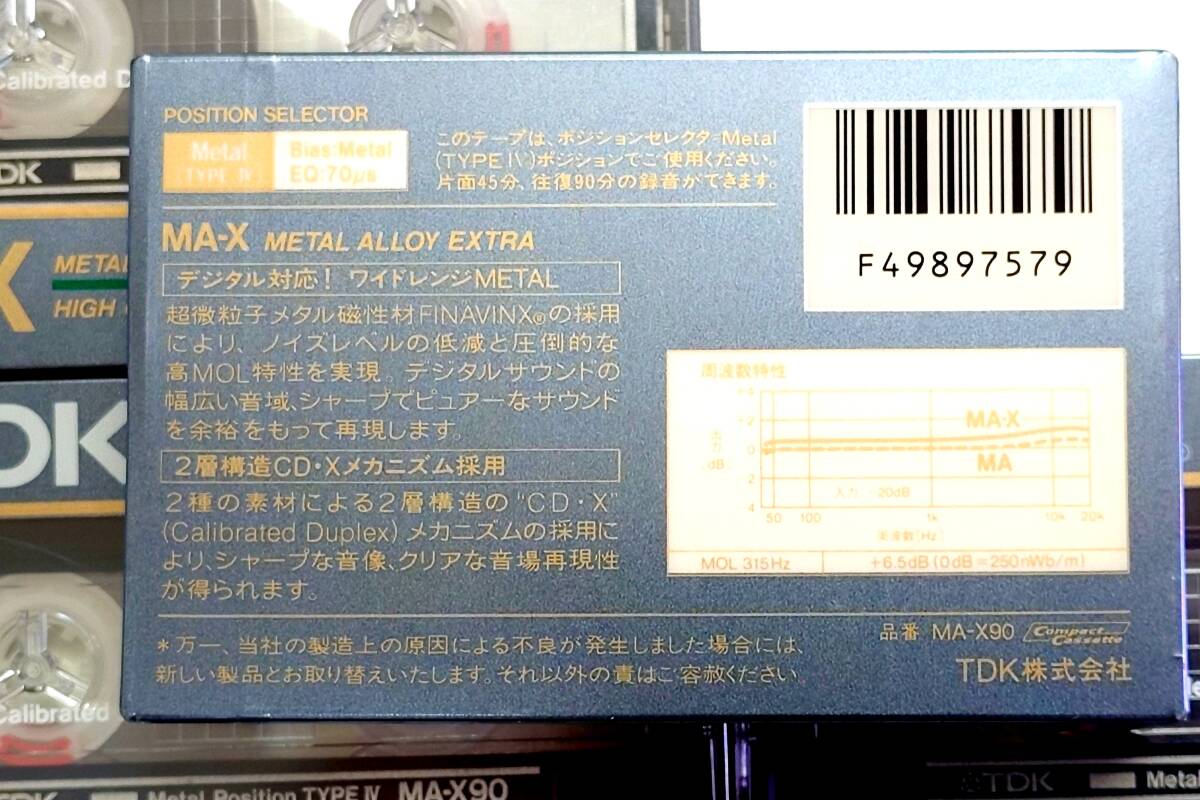 Calibrated D
TDK
METAL
HIGH
TDK
POSITION SELECTOR
Metal
TYPE Ⅳ
Bias:Metal
EQ:70μs
このテープは、ポジションセレクターMetal
(TYPE Ⅳ)ポジションでご使用ください。
片面45分、往復90分の録音ができます。
MA-X METAL ALLOY EXTRA
デジタル対応！ワイドレンジMETAL
超微粒子メタル磁性材FINAVINX®の採用
により、ノイズレベルの低減と圧倒的な
高MOL特性を実現。デジタルサウンドの
幅広い音域、シャープでピュアーなサウンド
を余裕をもって再現します。
2層構造CD・Xメカニズム採用
2種の素材による2層構造の"CD・X"
(Calibrated Duplex)メカニズムの採用に
より、シャープな音像、クリアな音場再現性
が得られます。
F49897579
周波数特性
+4
+2
0
2
4
出力
(dB)
MA-X
MA
入力:-20dB
50 100 1k 10k 20k
周波数(Hz)
MOL 315Hz +6.5dB (0dB=250nWb/m)
*万一、当社の製造上の原因による不良が発生しました場合には、
新しい製品とお取り替えいたします。それ以外の責はご容赦ください
品番 MA-X90 Compact Cassette
TDK株式会社
Calibrated
Metal Position TYPE Ⅳ MA-X90
TDK
Metal